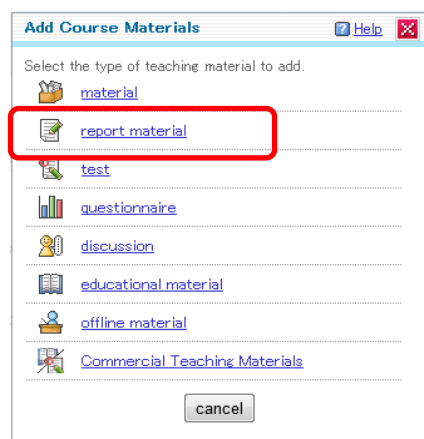 Add Course Materials
Help
Select the type of teaching material to add.
material
report material
test
questionnaire
discussion
educational material
offline material
Commercial Teaching Materials
cancel